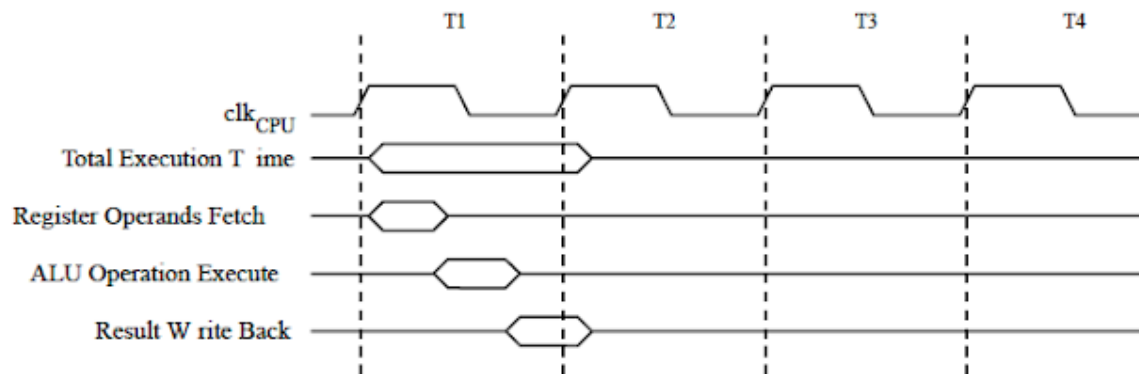 T1 T2 T3 T4
clkCPU
Total Execution T ime
Register Operands Fetch
ALU Operation Execute
Result W rite Back